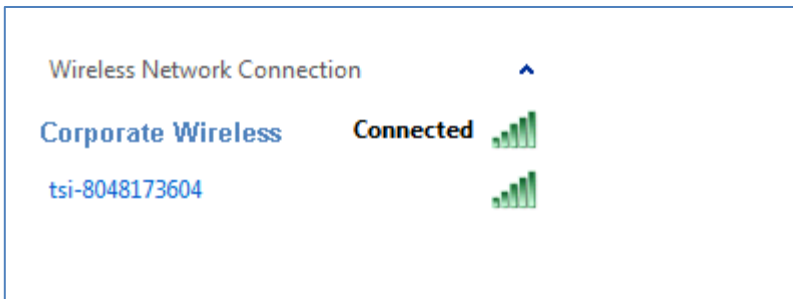 Wireless Network Connection
Corporate Wireless Connected
tsi-8048173604